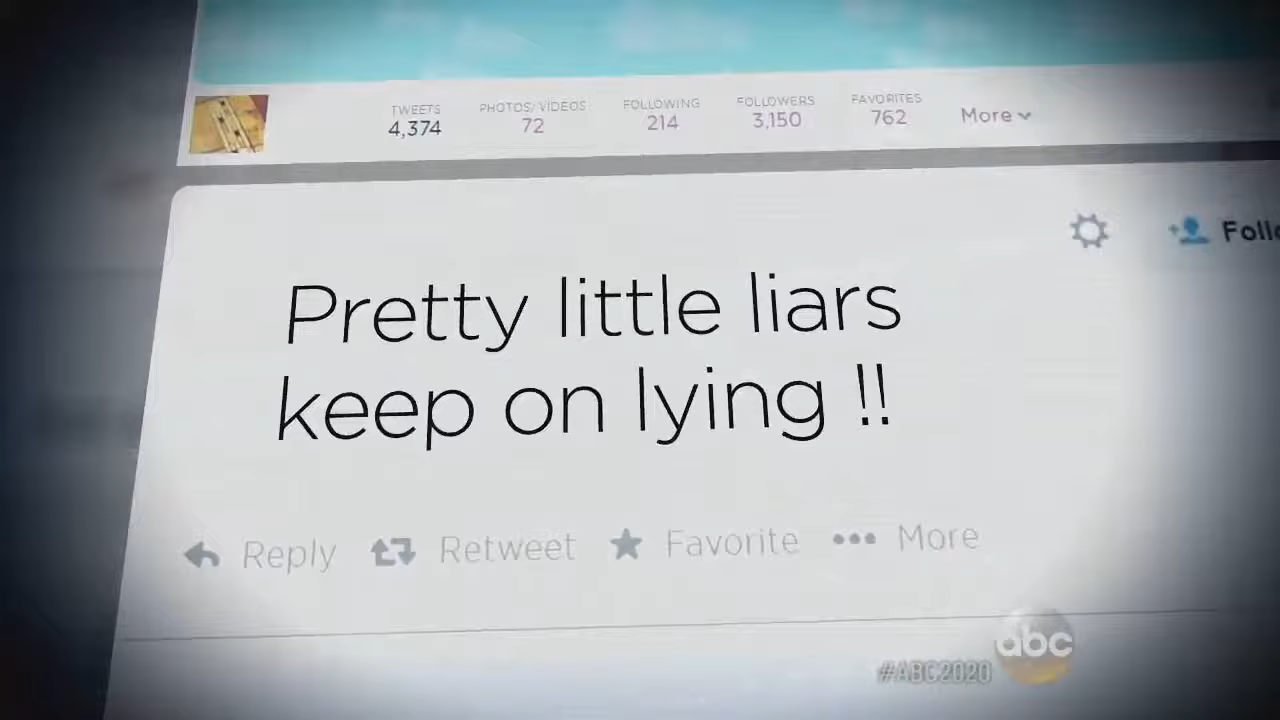 TWEETS PHOTOS/VIDEOS FOLLOWING FOLLOWERS FAVORITES
4,374 72 214 3,150 762 More
Follo
Pretty little liars
keep on lying !!
Reply Retweet Favorite More
abc
#ABC2020